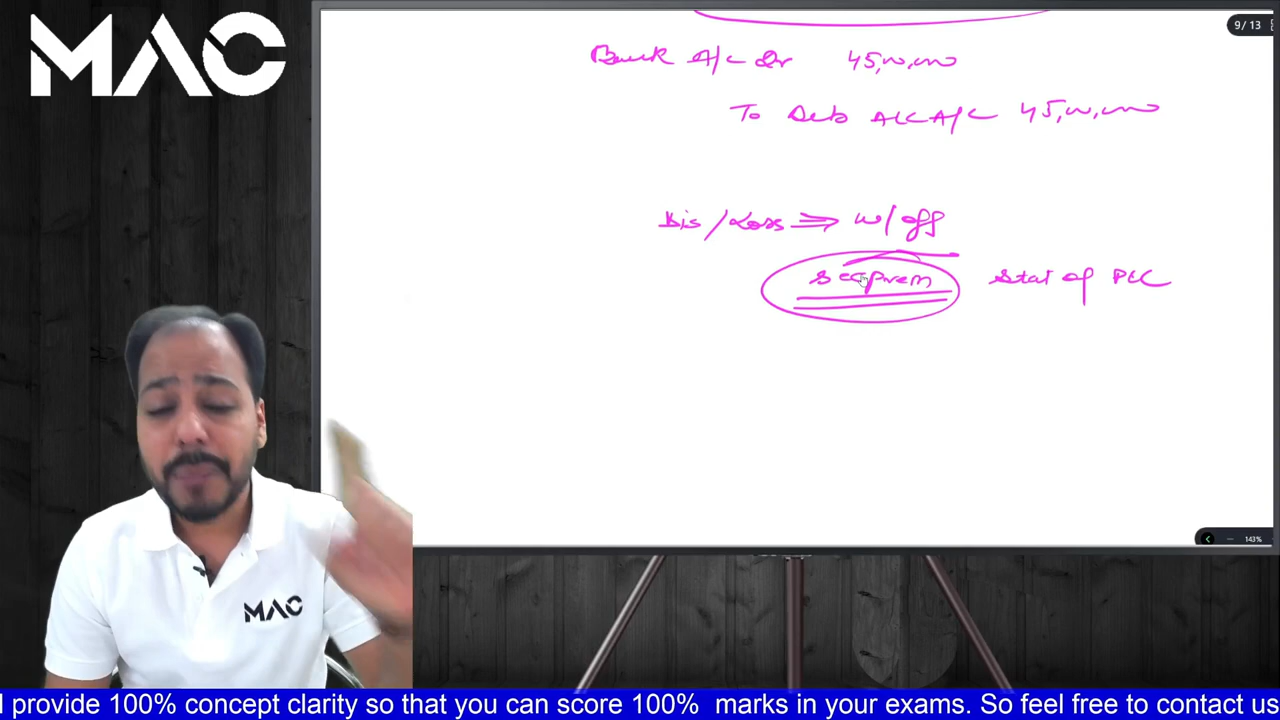 MAC
9/13
Bank A/c Dr 45,00,000
To Deb A/c A/c 45,00,000
Dis/Loss ⇒ w/off
Sec prem Stat of P&L
143%
MAC
l provide 100% concept clarity so that you can score 100% marks in your exams. So feel free to contact us